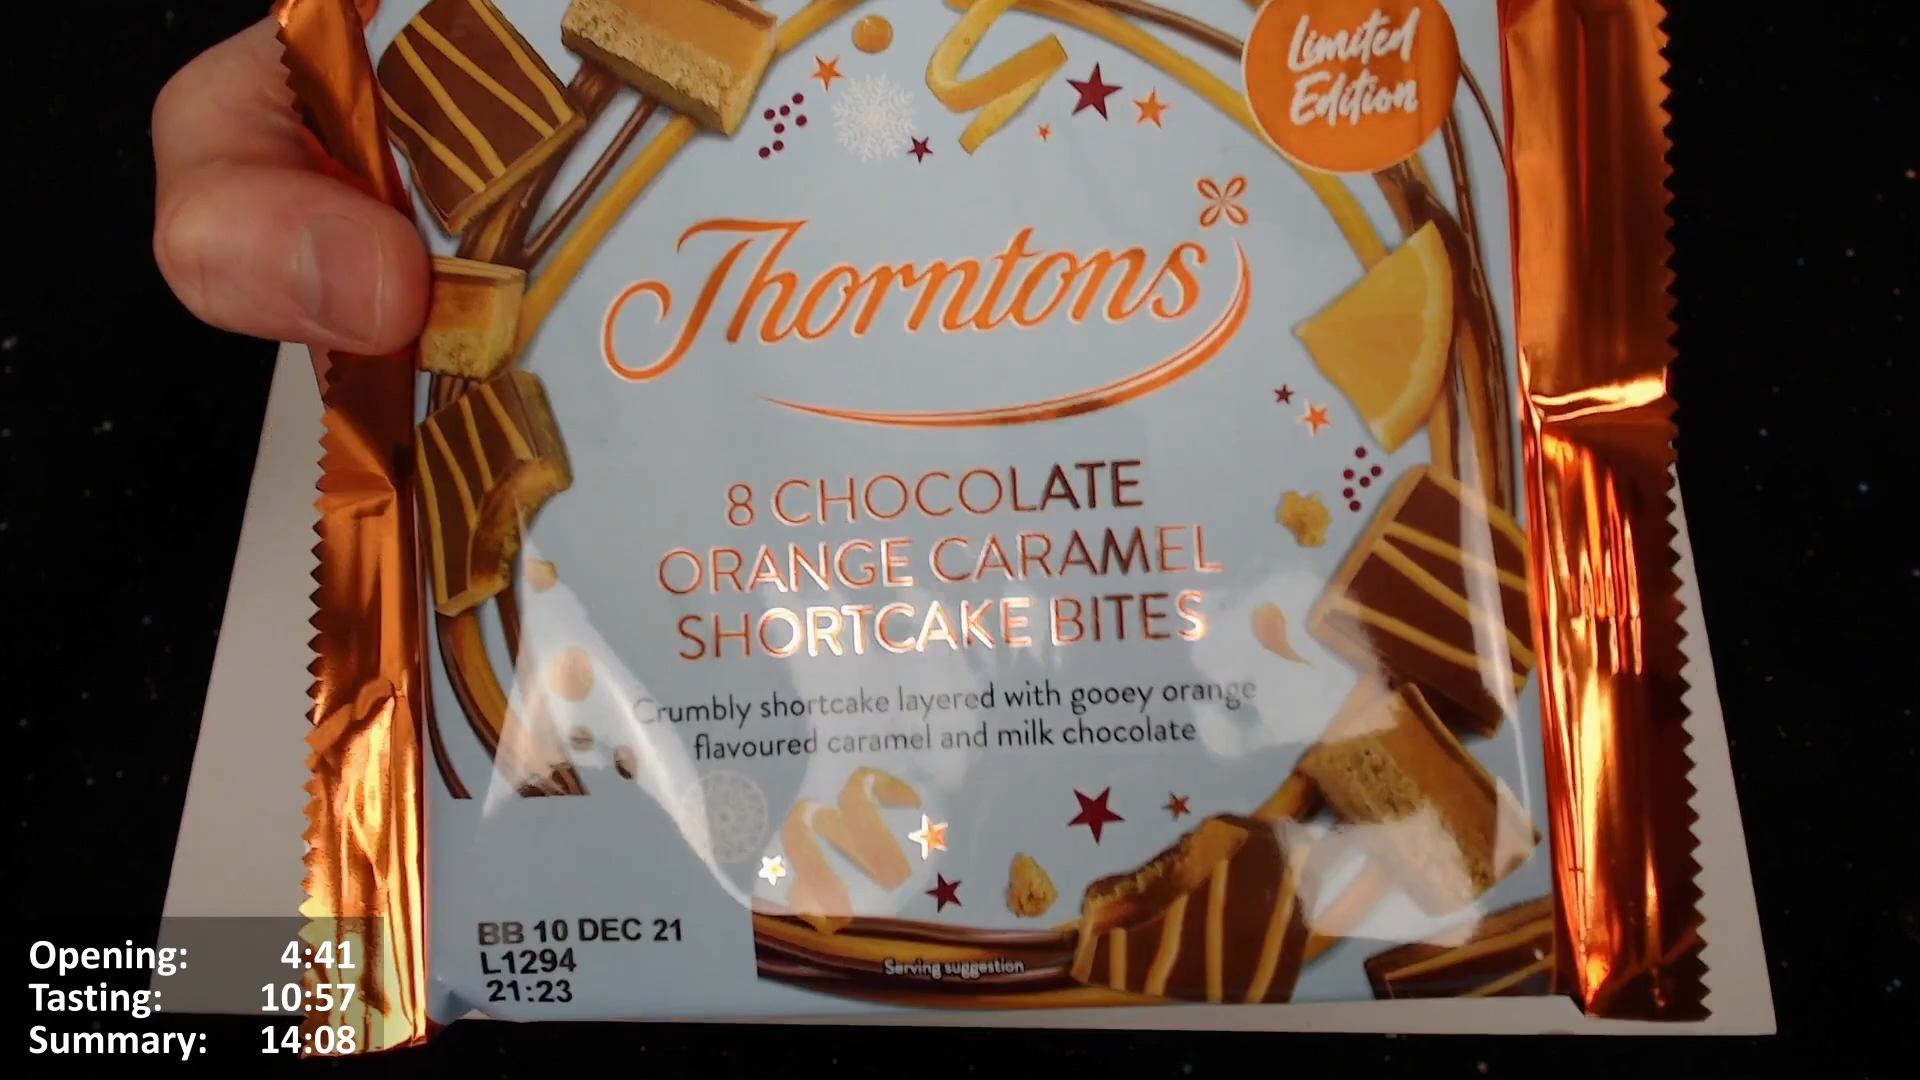 Limited
Edition
Thorntons
8 CHOCOLATE
ORANGE CARAMEL
SHORTCAKE BITES
Crumbly shortcake layered with gooey orange
flavoured caramel and milk chocolate
BB 10 DEC 21
L1294
21:23
Serving suggestion
Opening: 4:41
Tasting: 10:57
Summary: 14:08